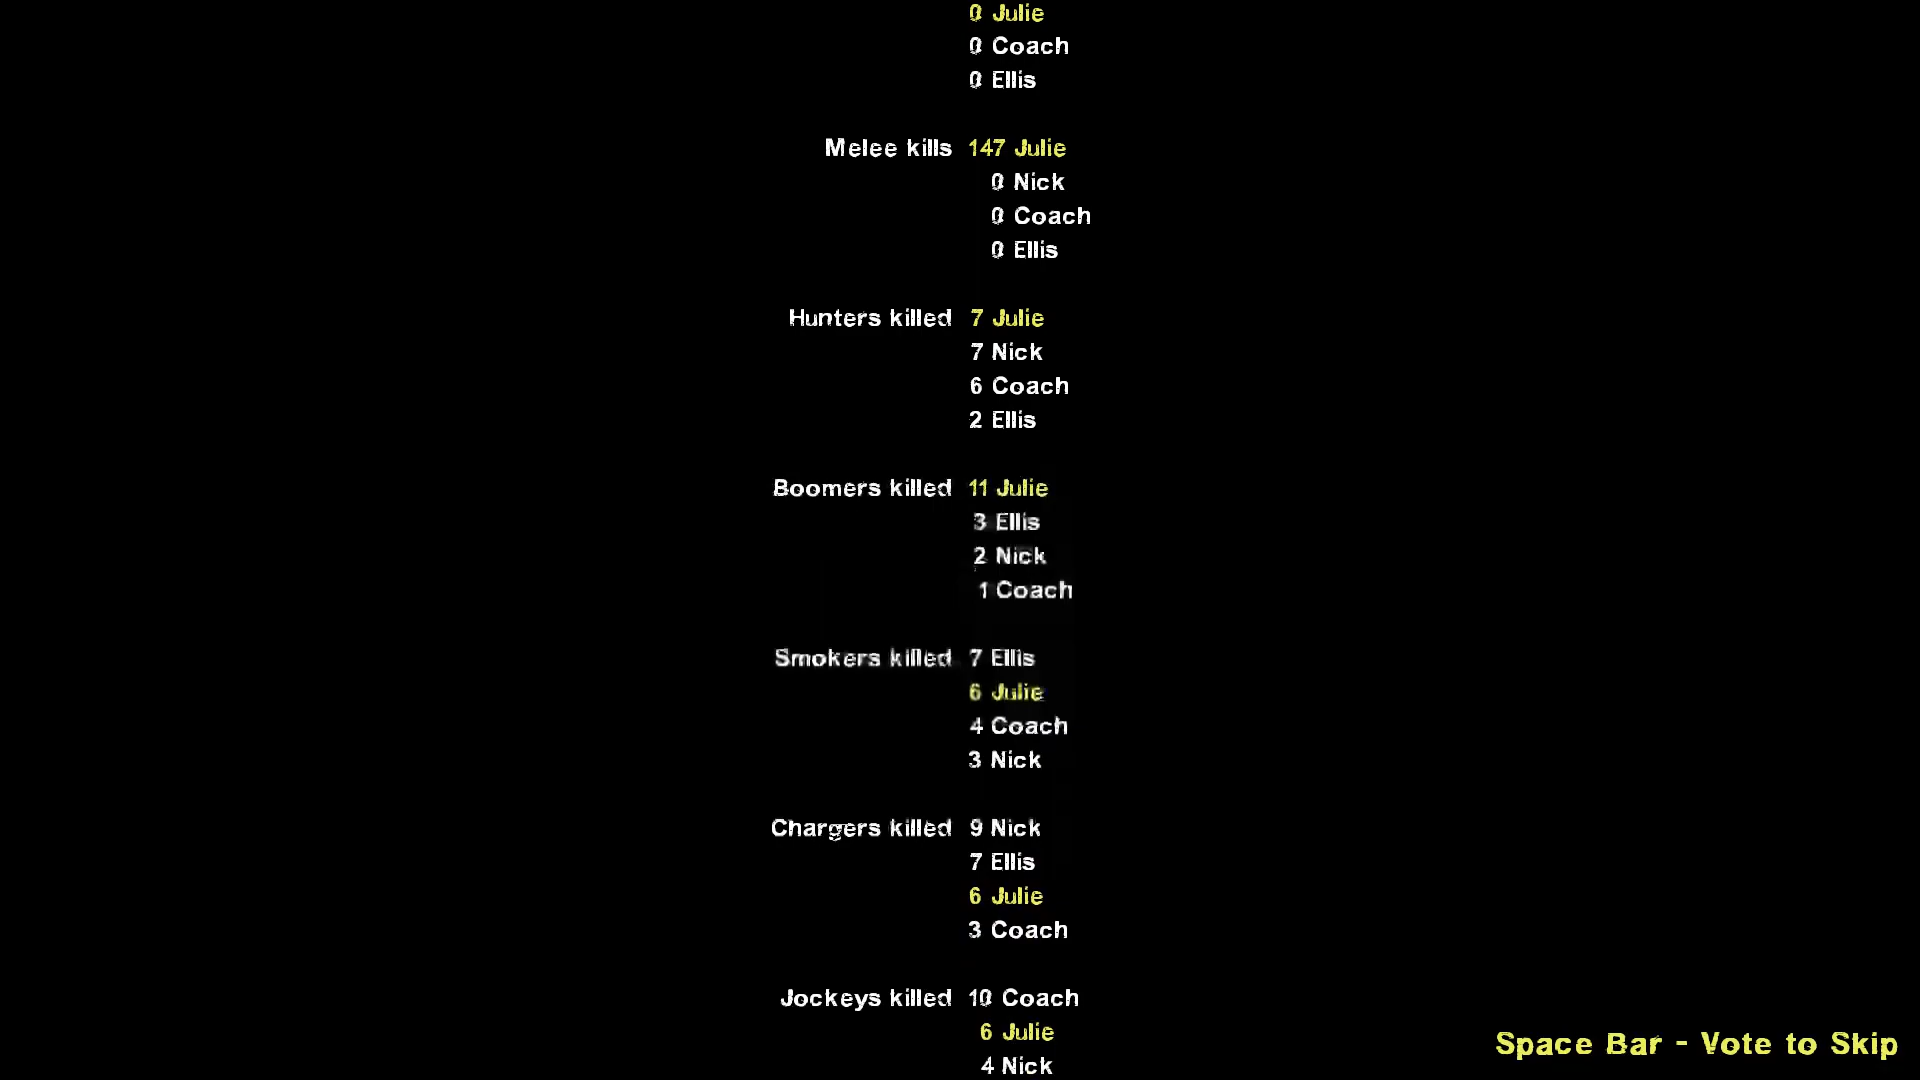 0 Julie
0 Coach
0 Ellis
Melee kills 147 Julie
0 Nick
0 Coach
0 Ellis
Hunters killed 7 Julie
7 Nick
6 Coach
2 Ellis
Boomers killed 11 Julie
3 Ellis
2 Nick
1 Coach
Smokers killed 7 Ellis
6 Julie
4 Coach
3 Nick
Chargers killed 9 Nick
7 Ellis
6 Julie
3 Coach
Jockeys killed 10 Coach
6 Julie
4 Nick
Space Bar - Vote to Skip